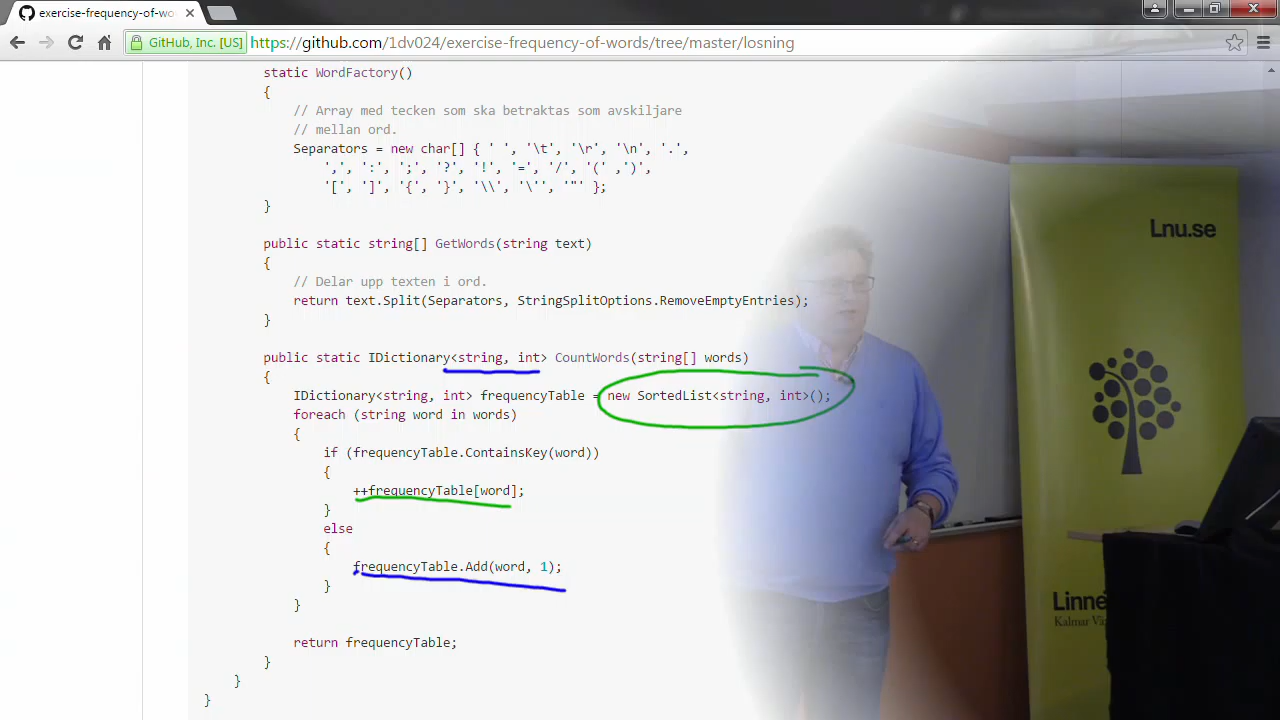 exercise-frequency-of-wo
GitHub, Inc. [US] https://github.com/1dv024/exercise-frequency-of-words/tree/master/losning
static WordFactory()
{
// Array med tecken som ska betraktas som avskiljare
// mellan ord.
Separators = new char[] { ' ', '\t', '\r', '\n', '.',
',', ':', ';', '?', '!', '=', '/', '(' ,')',
'[', ']', '{', '}', '\\', '\'', '"' };
}
public static string[] GetWords(string text)
{
// Delar upp texten i ord.
return text.Split(Separators, StringSplitOptions.RemoveEmptyEntries);
}
public static IDictionary<string, int> CountWords(string[] words)
{
IDictionary<string, int> frequencyTable = new SortedList<string, int>();
foreach (string word in words)
{
if (frequencyTable.ContainsKey(word))
{
++frequencyTable[word];
}
else
{
frequencyTable.Add(word, 1);
}
}
return frequencyTable;
}
}
}
Lnu.se
Linne
Kalmar Vä